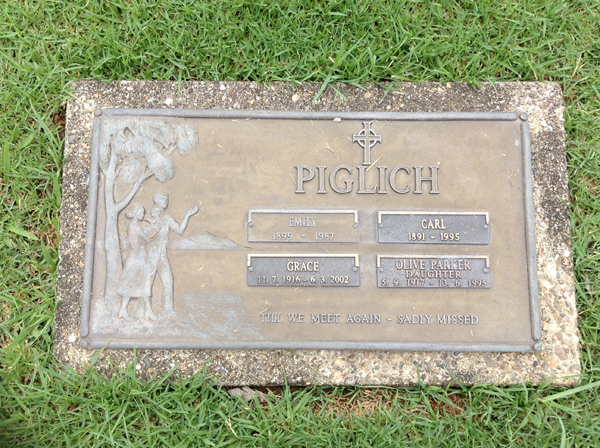 PIGLICH
EMILY
1895 - 1987
CARL
1891 - 1995
GRACE
11. 7. 1916 - 6. 3. 2002
OLIVE PARKER
DAUGHTER
5. 9. 1917 - 13. 6. 1995
TILL WE MEET AGAIN - SADLY MISSED